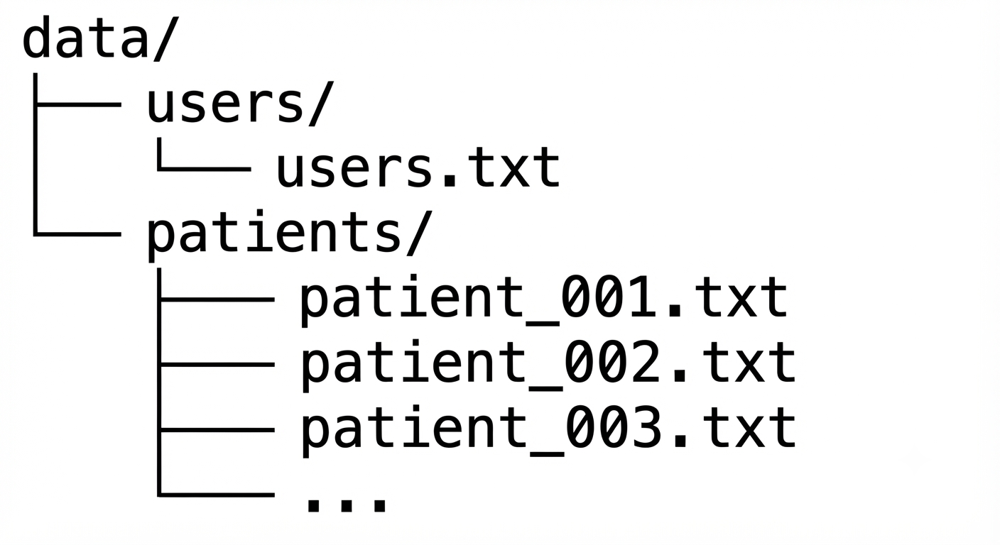 data/
users/
users.txt
patients/
patient_001.txt
patient_002.txt
patient_003.txt
...